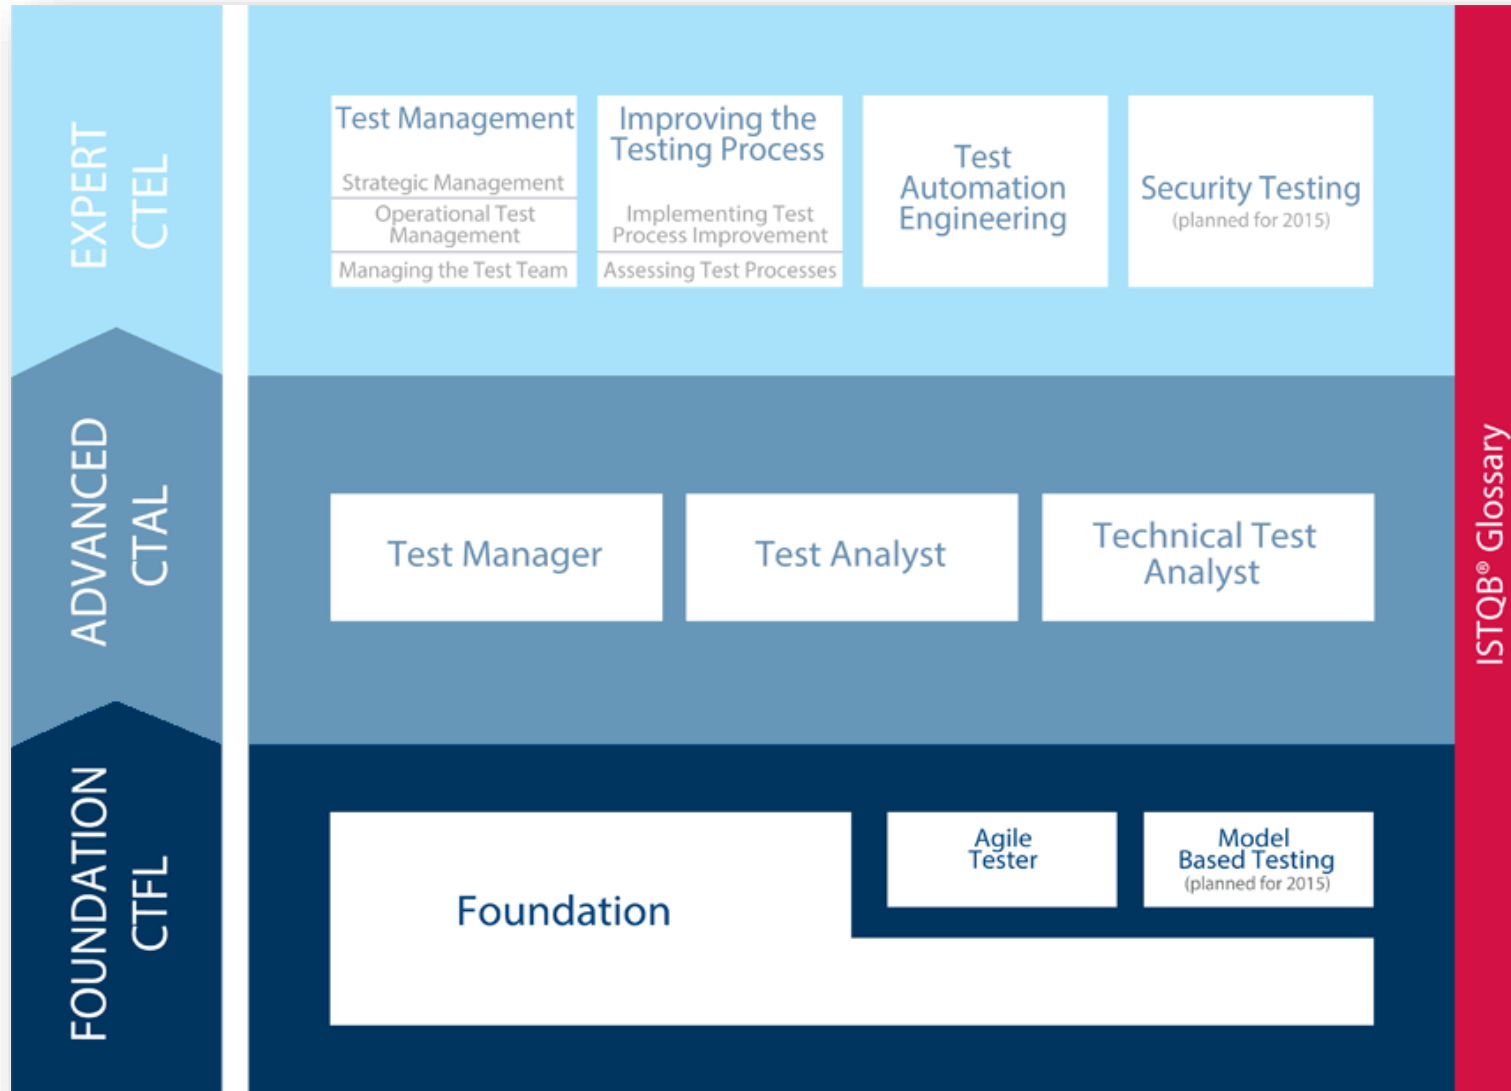 EXPERT
CTEL
Test Management
Strategic Management
Operational Test
Management
Managing the Test Team
Improving the
Testing Process
Implementing Test
Process Improvement
Assessing Test Processes
Test
Automation
Engineering
Security Testing
(planned for 2015)
ADVANCED
CTAL
Test Manager
Test Analyst
Technical Test
Analyst
FOUNDATION
CTFL
Foundation
Agile
Tester
Model
Based Testing
(planned for 2015)
ISTQB® Glossary